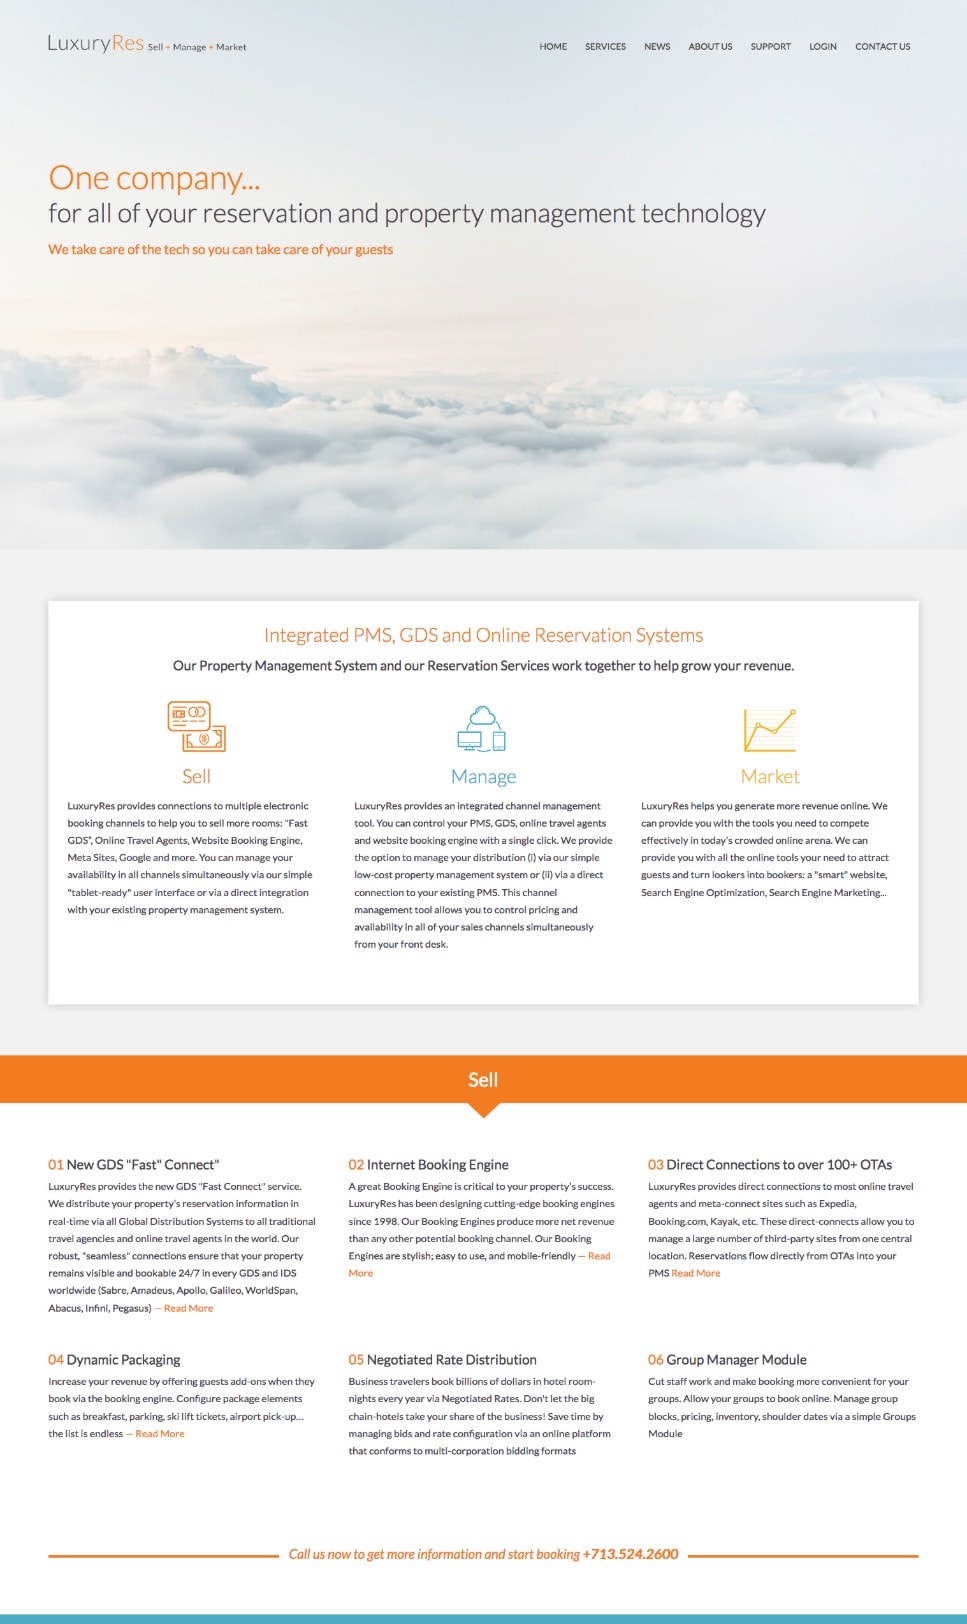 LuxuryRes Sell + Manage + Market
HOME SERVICES NEWS ABOUT US SUPPORT LOGIN CONTACT US
One company...
for all of your reservation and property management technology
We take care of the tech so you can take care of your guests
Integrated PMS, GDS and Online Reservation Systems
Our Property Management System and our Reservation Services work together to help grow your revenue.
Sell
LuxuryRes provides connections to multiple electronic
booking channels to help you to sell more rooms: "Fast
GDS", Online Travel Agents, Website Booking Engine,
Meta Sites, Google and more. You can manage your
availability in all channels simultaneously via our simple
"tablet-ready" user interface or via a direct integration
with your existing property management system.
Manage
LuxuryRes provides an integrated channel management
tool. You can control your PMS, GDS, online travel agents
and website booking engine with a single click. We provide
the option to manage your distribution (i) via our simple
low-cost property management system or (ii) via a direct
connection to your existing PMS. This channel
management tool allows you to control pricing and
availability in all of your sales channels simultaneously
from your front desk.
Market
LuxuryRes helps you generate more revenue online. We
can provide you with the tools you need to compete
effectively in today's crowded online arena. We can
provide you with all the online tools your need to attract
guests and turn lookers into bookers: a "smart" website,
Search Engine Optimization, Search Engine Marketing...
Sell
01 New GDS "Fast" Connect"
LuxuryRes provides the new GDS "Fast Connect" service.
We distribute your property's reservation information in
real-time via all Global Distribution Systems to all traditional
travel agencies and online travel agents in the world. Our
robust, "seamless" connections ensure that your property
remains visible and bookable 24/7 in every GDS and IDS
worldwide (Sabre, Amadeus, Apollo, Galileo, WorldSpan,
Abacus, Infini, Pegasus) — Read More
02 Internet Booking Engine
A great Booking Engine is critical to your property's success.
LuxuryRes has been designing cutting-edge booking engines
since 1998. Our Booking Engines produce more net revenue
than any other potential booking channel. Our Booking
Engines are stylish; easy to use, and mobile-friendly — Read
More
03 Direct Connections to over 100+ OTAs
LuxuryRes provides direct connections to most online travel
agents and meta-connect sites such as Expedia,
Booking.com, Kayak, etc. These direct-connects allow you to
manage a large number of third-party sites from one central
location. Reservations flow directly from OTAs into your
PMS Read More
04 Dynamic Packaging
Increase your revenue by offering guests add-ons when they
book via the booking engine. Configure package elements
such as breakfast, parking, ski lift tickets, airport pick-up...
the list is endless — Read More
05 Negotiated Rate Distribution
Business travelers book billions of dollars in hotel room-
nights every year via Negotiated Rates. Don't let the big
chain-hotels take your share of the business! Save time by
managing bids and rate configuration via an online platform
that conforms to multi-corporation bidding formats
06 Group Manager Module
Cut staff work and make booking more convenient for your
groups. Allow your groups to book online. Manage group
blocks, pricing, inventory, shoulder dates via a simple Groups
Module
Call us now to get more information and start booking +713.524.2600